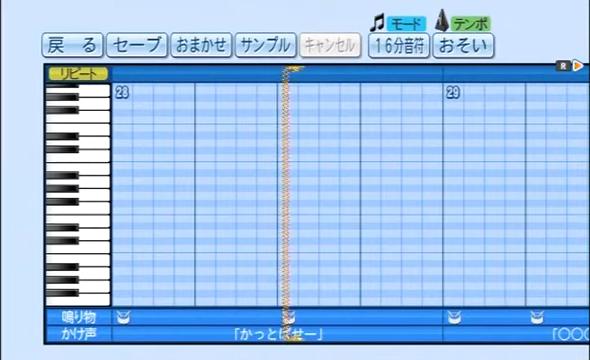 モード テンポ
戻る セーブ おまかせ サンプル キャンセル 16分音符 おそい
リピート R
28 29
鳴り物
かけ声 「かっとばせー」 「〇〇〇